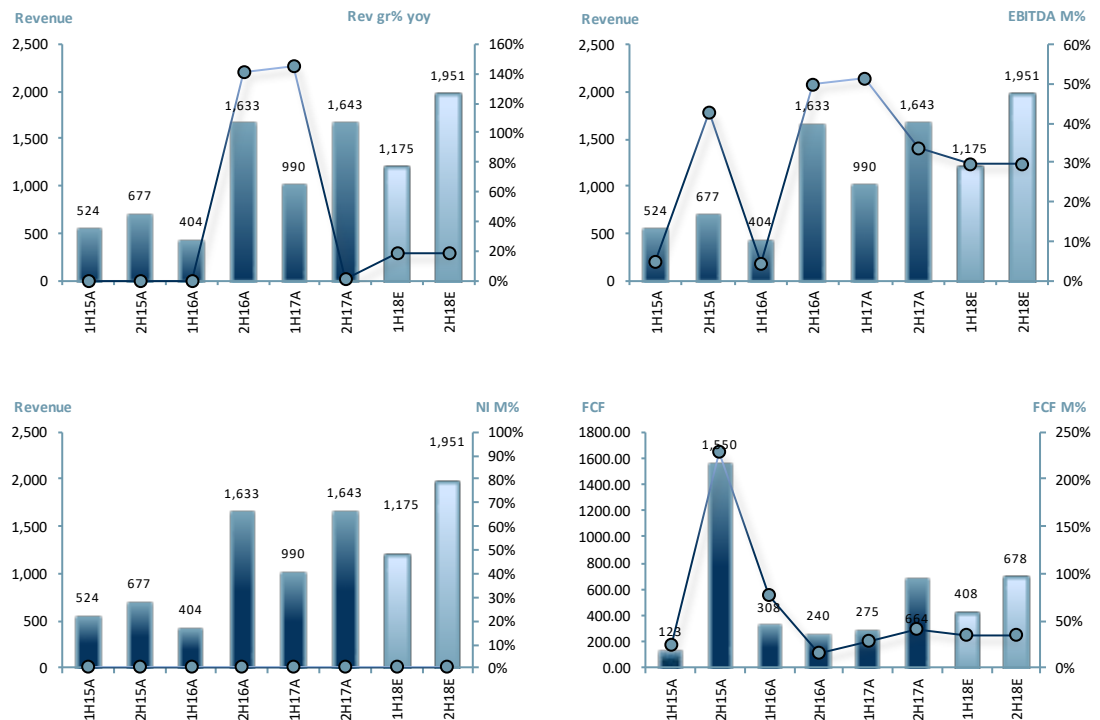 Revenue
Rev gr% yoy
2,500
2,000
1,500
1,000
500
0
160%
140%
120%
100%
80%
60%
40%
20%
0%
524
677
404
1,633
990
1,643
1,175
1,951
1H15A
2H15A
1H16A
2H16A
1H17A
2H17A
1H18E
2H18E
Revenue
EBITDA M%
2,500
2,000
1,500
1,000
500
0
60%
50%
40%
30%
20%
10%
0%
524
677
404
1,633
990
1,643
1,175
1,951
1H15A
2H15A
1H16A
2H16A
1H17A
2H17A
1H18E
2H18E
Revenue
NI M%
2,500
2,000
1,500
1,000
500
0
100%
90%
80%
70%
60%
50%
40%
30%
20%
10%
0%
524
677
404
1,633
990
1,643
1,175
1,951
1H15A
2H15A
1H16A
2H16A
1H17A
2H17A
1H18E
2H18E
FCF
FCF M%
1800.00
1600.00
1400.00
1200.00
1000.00
800.00
600.00
400.00
200.00
0.00
250%
200%
150%
100%
50%
0%
123
1,550
308
240
275
664
408
678
1H15A
2H15A
1H16A
2H16A
1H17A
2H17A
1H18E
2H18E